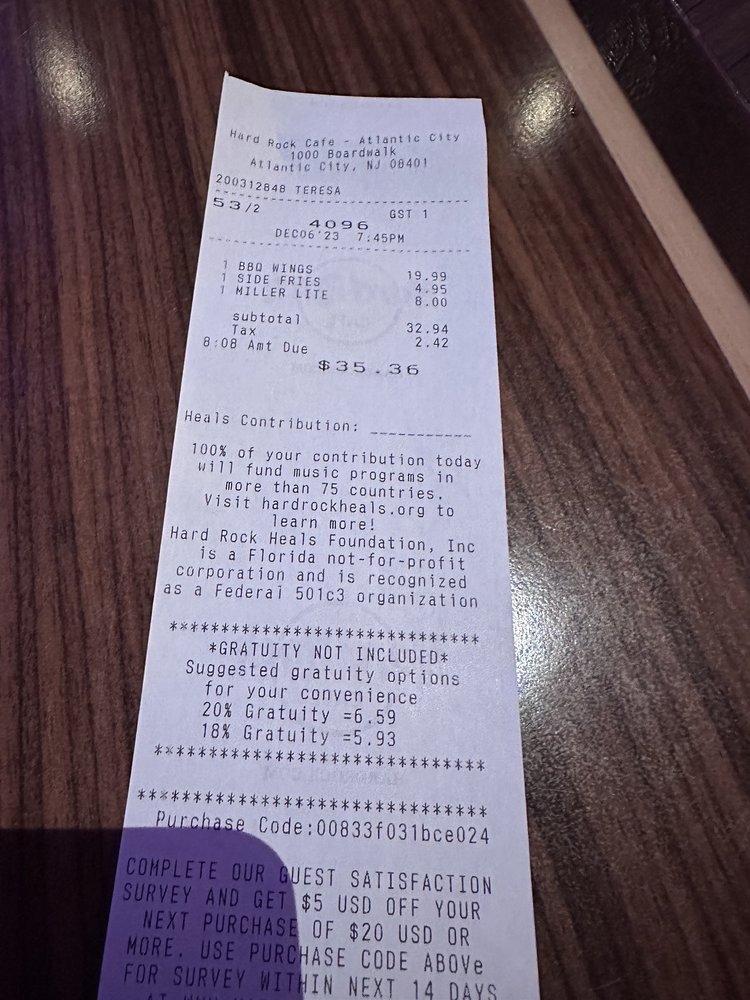 Hard Rock Cafe - Atlantic City
1000 Boardwalk
Atlantic City, NJ 08401
200312848 TERESA
53/2 GST 1
4096
DEC06'23 7:45PM
1 BBQ WINGS 19.99
1 SIDE FRIES 4.95
1 MILLER LITE 8.00
subtotal 32.94
Tax 2.42
8:08 Amt Due
$35.36
Heals Contribution: ___________
100% of your contribution today
will fund music programs in
more than 75 countries.
Visit hardrockheals.org to
learn more!
Hard Rock Heals Foundation, Inc
is a Florida not-for-profit
corporation and is recognized
as a Federal 501c3 organization
*******************************
*GRATUITY NOT INCLUDED*
Suggested gratuity options
for your convenience
20% Gratuity =6.59
18% Gratuity =5.93
*******************************
*******************************
Purchase Code:00833f031bce024
COMPLETE OUR GUEST SATISFACTION
SURVEY AND GET $5 USD OFF YOUR
NEXT PURCHASE OF $20 USD OR
MORE. USE PURCHASE CODE ABOVe
FOR SURVEY WITHIN NEXT 14 DAYS